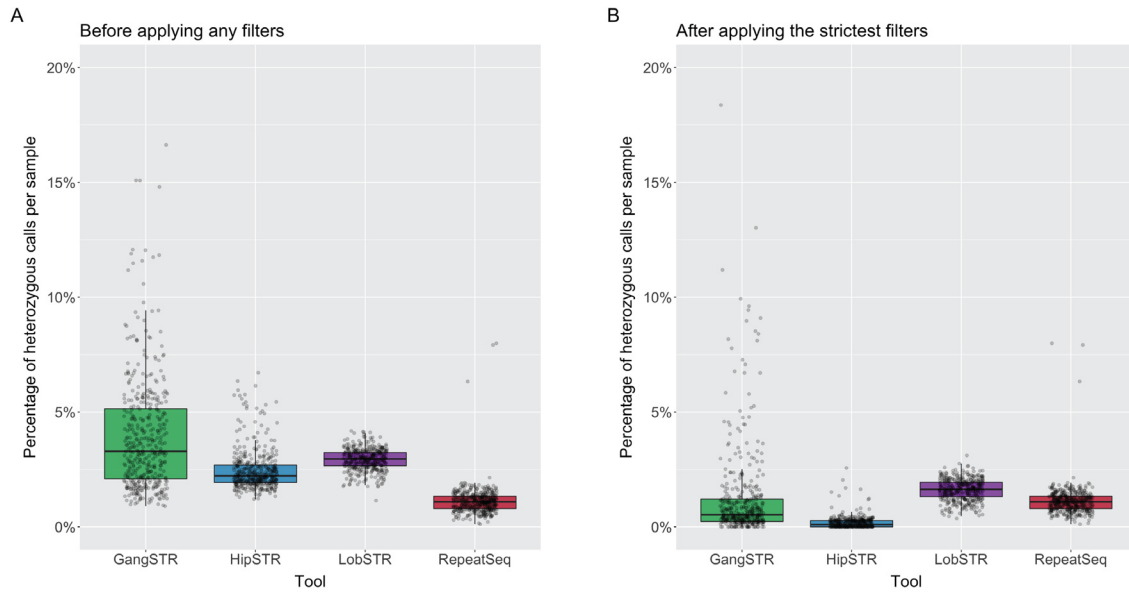 A
Before applying any filters
Percentage of heterozygous calls per sample
20%
15%
10%
5%
0%
GangSTR HipSTR LobSTR RepeatSeq
Tool
B
After applying the strictest filters
Percentage of heterozygous calls per sample
20%
15%
10%
5%
0%
GangSTR HipSTR LobSTR RepeatSeq
Tool